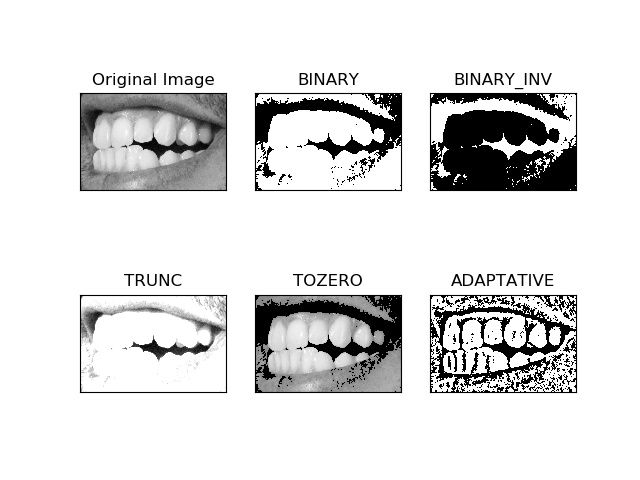 Original Image
BINARY
BINARY_INV
TRUNC
TOZERO
ADAPTATIVE